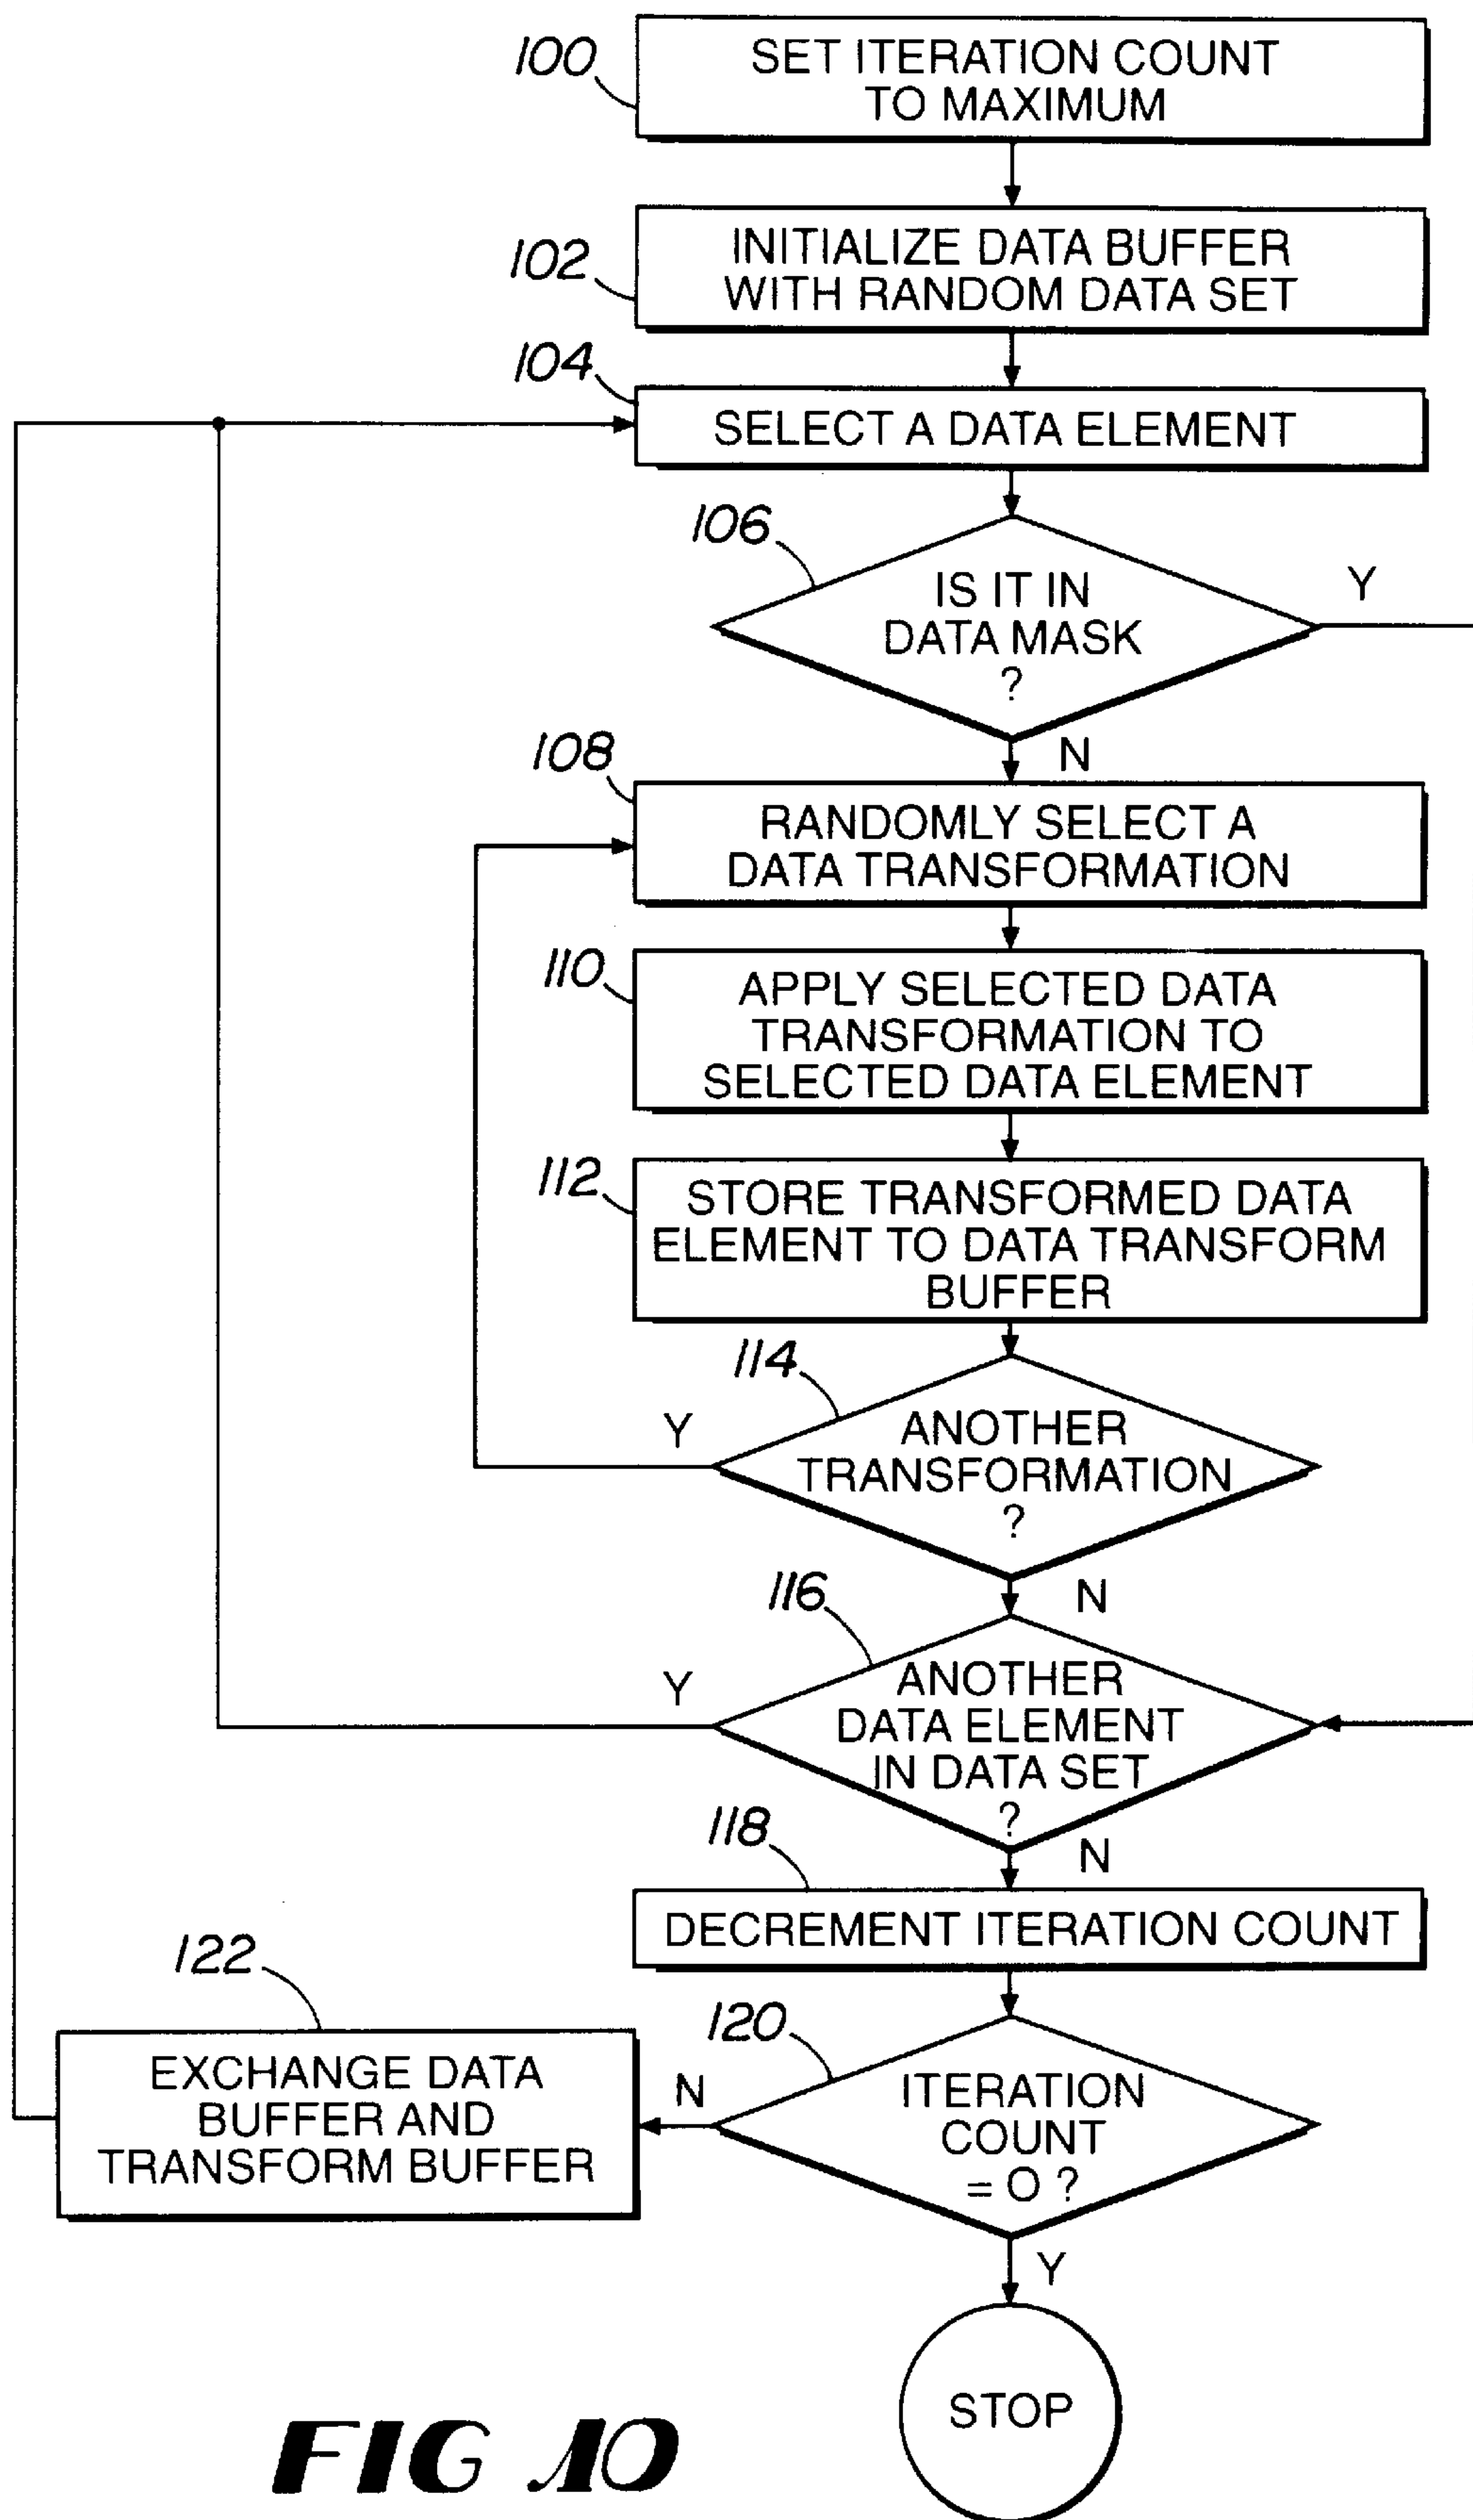 100
SET ITERATION COUNT
TO MAXIMUM
102
INITIALIZE DATA BUFFER
WITH RANDOM DATA SET
104
SELECT A DATA ELEMENT
106
IS IT IN
DATA MASK
?
Y
N
108
RANDOMLY SELECT A
DATA TRANSFORMATION
110
APPLY SELECTED DATA
TRANSFORMATION TO
SELECTED DATA ELEMENT
112
STORE TRANSFORMED DATA
ELEMENT TO DATA TRANSFORM
BUFFER
114
ANOTHER
TRANSFORMATION
?
Y
N
116
ANOTHER
DATA ELEMENT
IN DATA SET
?
Y
N
118
DECREMENT ITERATION COUNT
120
ITERATION
COUNT
= O ?
N
Y
122
EXCHANGE DATA
BUFFER AND
TRANSFORM BUFFER
STOP
FIG 10